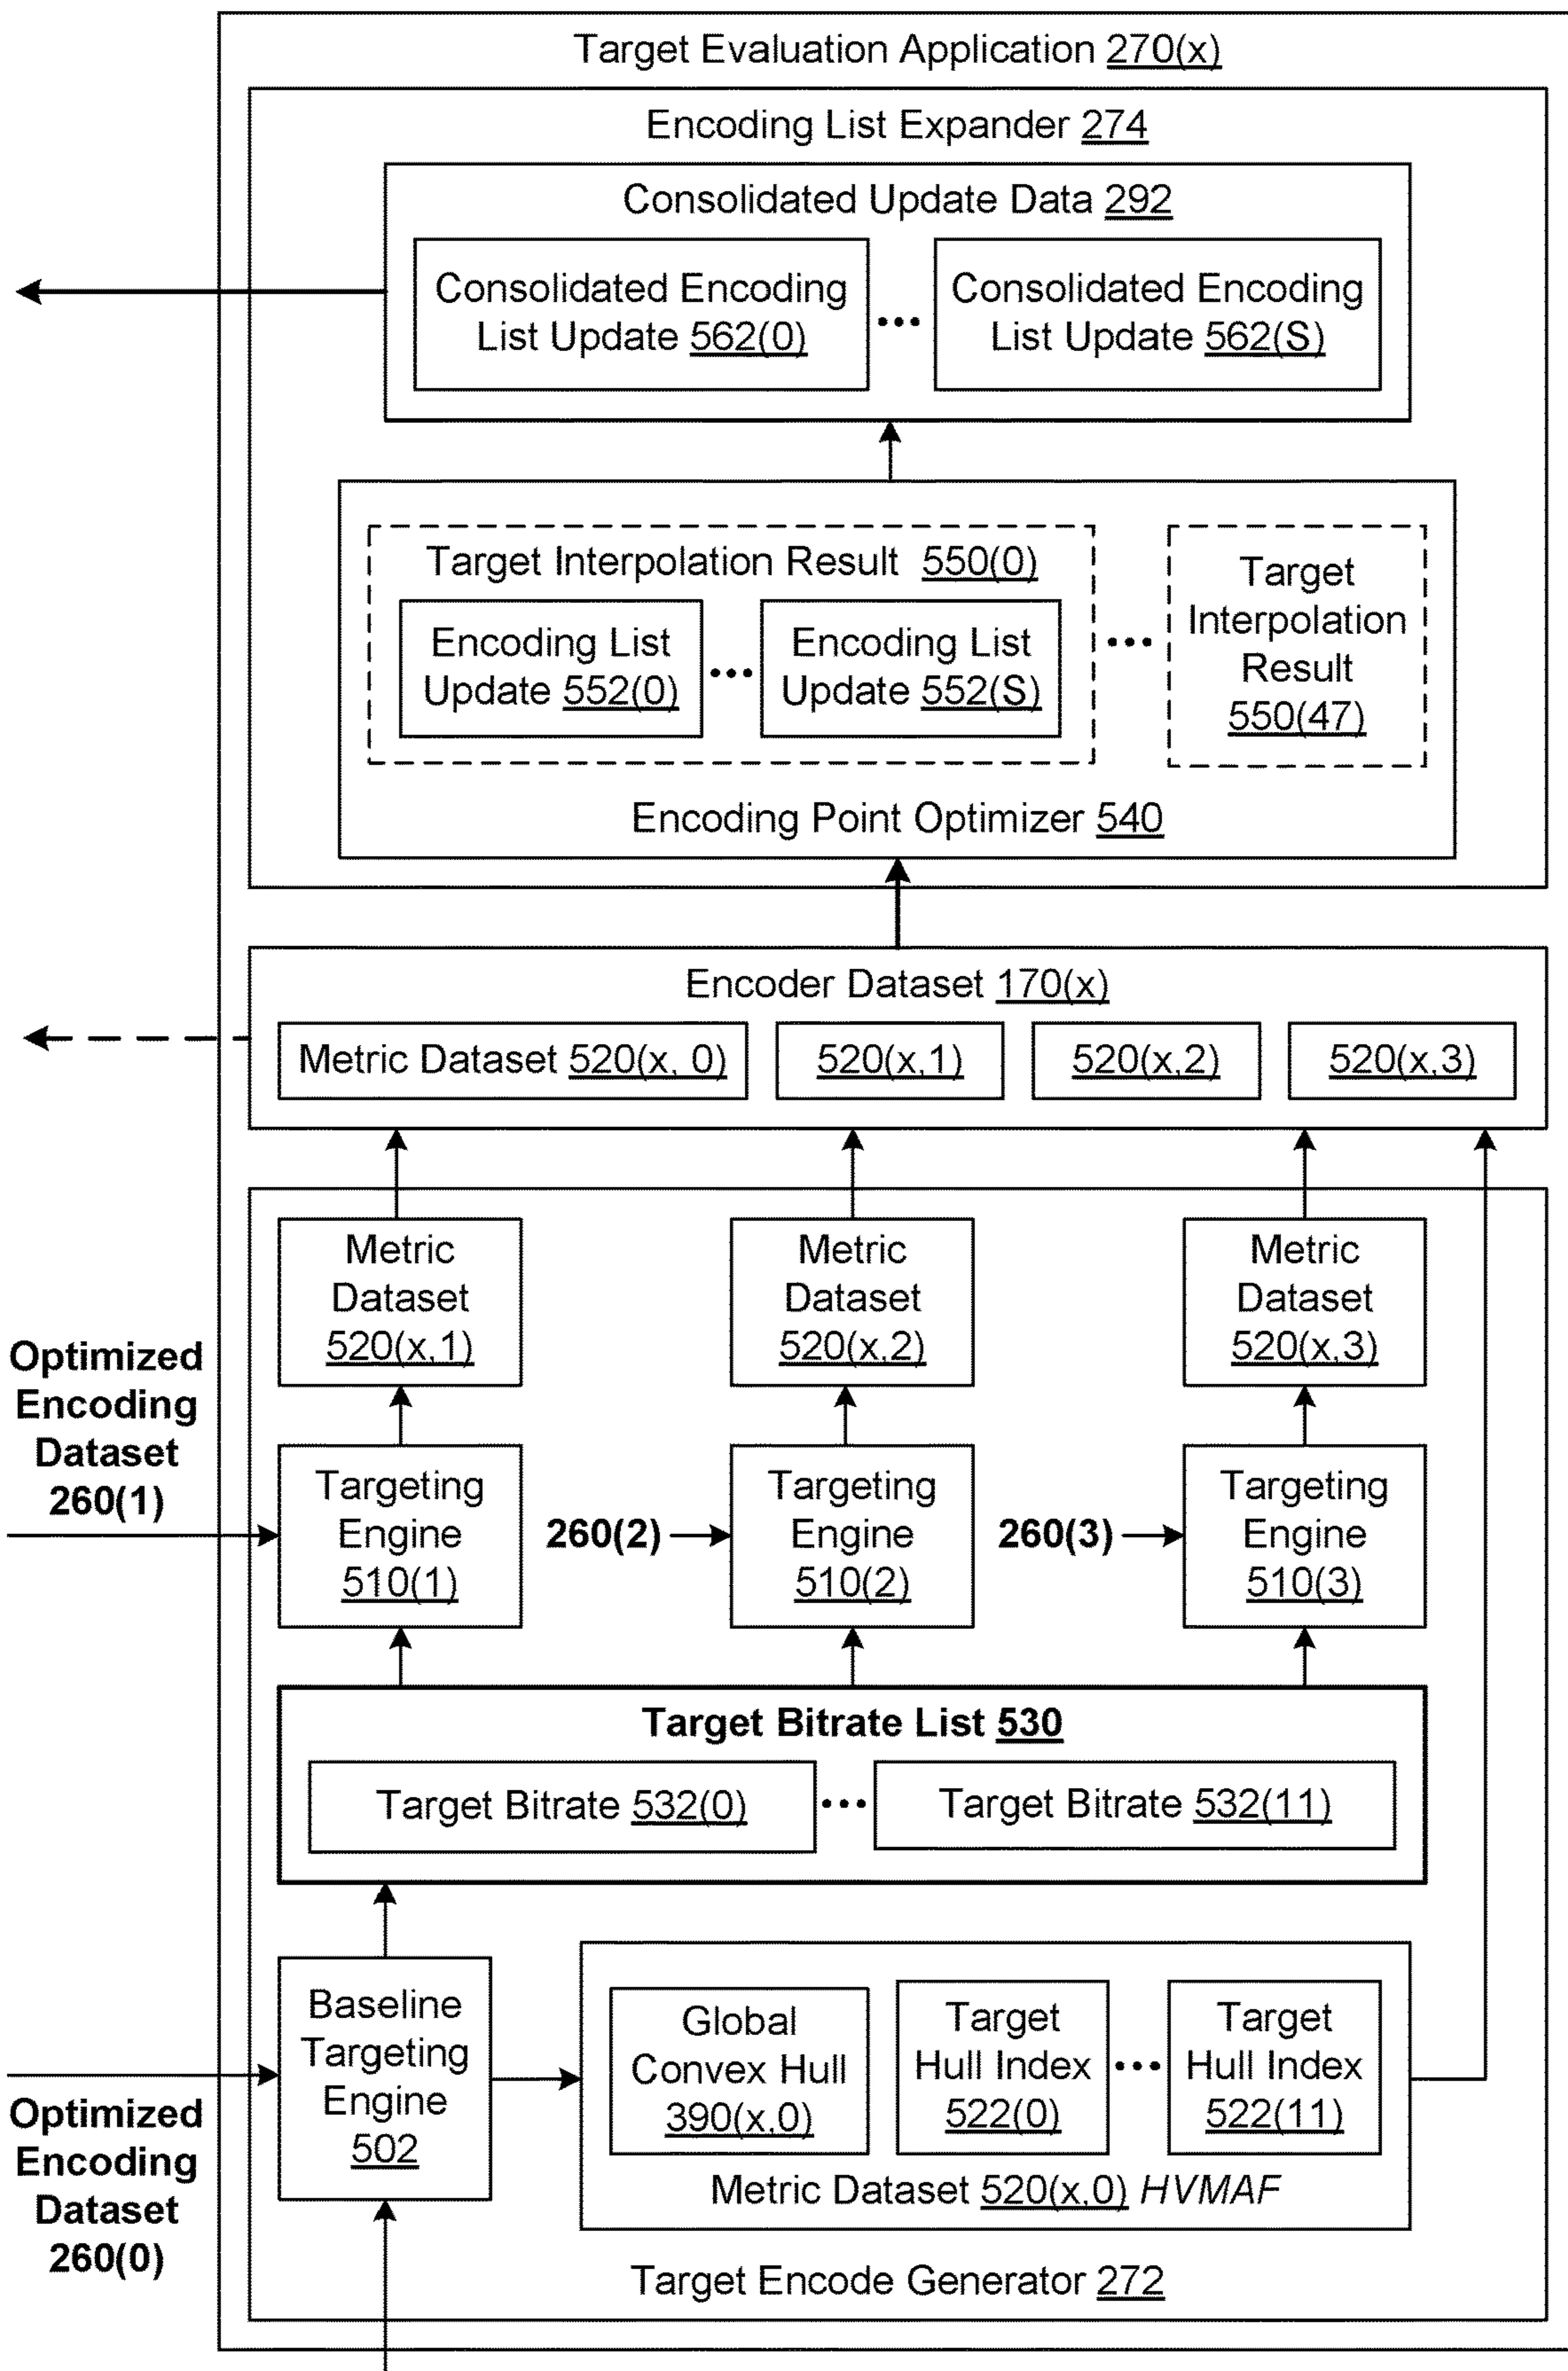 Target Evaluation Application 270(x)
Encoding List Expander 274
Consolidated Update Data 292
Consolidated Encoding
List Update 562(0)
...
Consolidated Encoding
List Update 562(S)
Target Interpolation Result 550(0)
Encoding List
Update 552(0)
...
Encoding List
Update 552(S)
...
Target
Interpolation
Result
550(47)
Encoding Point Optimizer 540
Encoder Dataset 170(x)
Metric Dataset 520(x, 0)
520(x,1)
520(x,2)
520(x,3)
Metric
Dataset
520(x,1)
Metric
Dataset
520(x,2)
Metric
Dataset
520(x,3)
Optimized
Encoding
Dataset
260(1)
Targeting
Engine
510(1)
260(2)
Targeting
Engine
510(2)
260(3)
Targeting
Engine
510(3)
Target Bitrate List 530
Target Bitrate 532(0)
...
Target Bitrate 532(11)
Optimized
Encoding
Dataset
260(0)
Baseline
Targeting
Engine
502
Global
Convex Hull
390(x,0)
Target
Hull Index
522(0)
...
Target
Hull Index
522(11)
Metric Dataset 520(x,0) HVMAF
Target Encode Generator 272